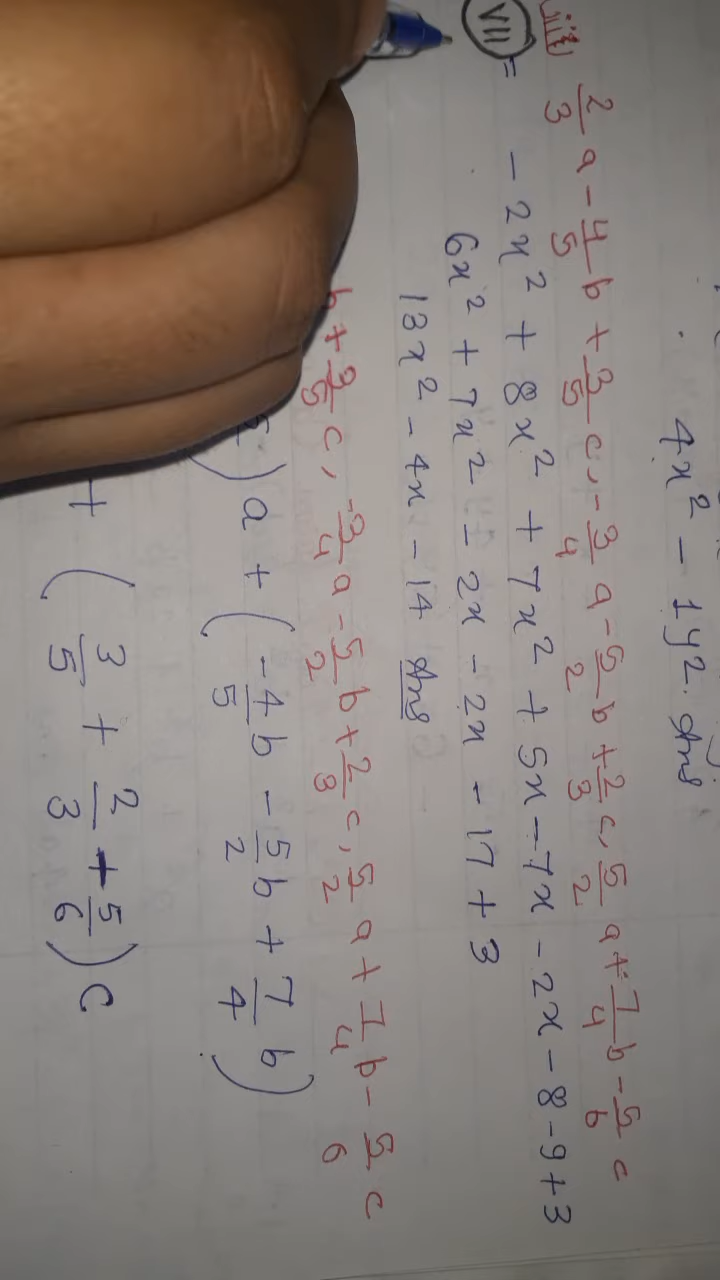 4x² - 1y². Ans
(iii) 2/3 a - 4/5 b + 3/5 c, -3/4 a - 5/2 b + 2/3 c, 5/2 a + 7/4 b - 5/6 c
(VII) = - 2x² + 8x² + 7x² + 5x - 7x - 2x - 8 - 9 + 3
6x² + 7x² - 2x - 2x - 17 + 3
13x² - 4x - 14 Ans
b + 3/5 c, -3/4 a - 5/2 b + 2/3 c, 5/2 a + 7/4 b - 5/6 c
) a + ( -4/5 b - 5/2 b + 7/4 b )
+ ( 3/5 + 2/3 + 5/6 ) c